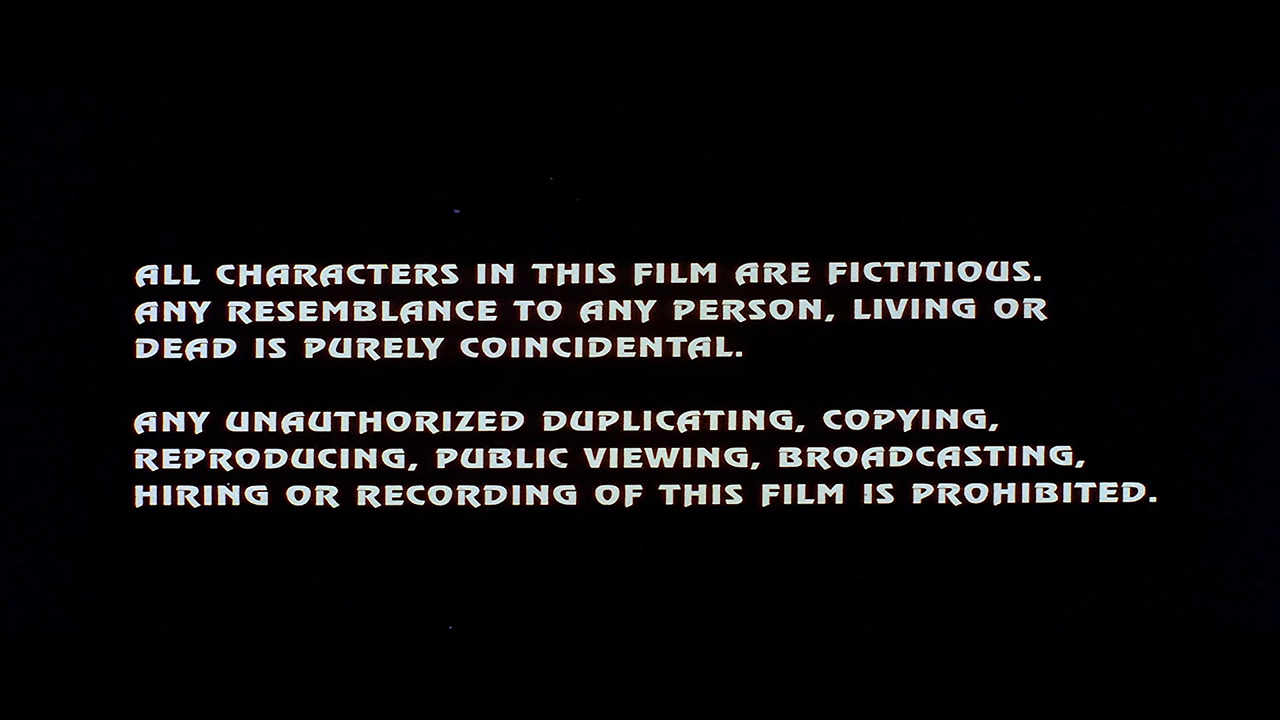 ALL CHARACTERS IN THIS FILM ARE FICTITIOUS.
ANY RESEMBLANCE TO ANY PERSON, LIVING OR
DEAD IS PURELY COINCIDENTAL.
ANY UNAUTHORIZED DUPLICATING, COPYING,
REPRODUCING, PUBLIC VIEWING, BROADCASTING,
HIRING OR RECORDING OF THIS FILM IS PROHIBITED.